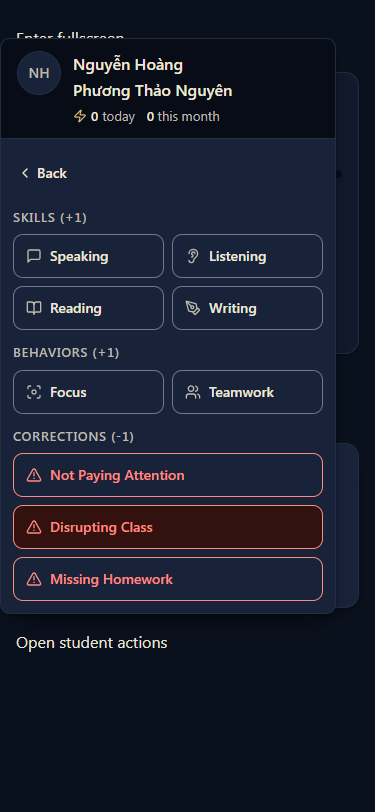 Enter fullscreen
NH
Nguyễn Hoàng
Phương Thảo Nguyên
0 today 0 this month
Back
SKILLS (+1)
Speaking
Listening
Reading
Writing
BEHAVIORS (+1)
Focus
Teamwork
CORRECTIONS (-1)
Not Paying Attention
Disrupting Class
Missing Homework
Open student actions